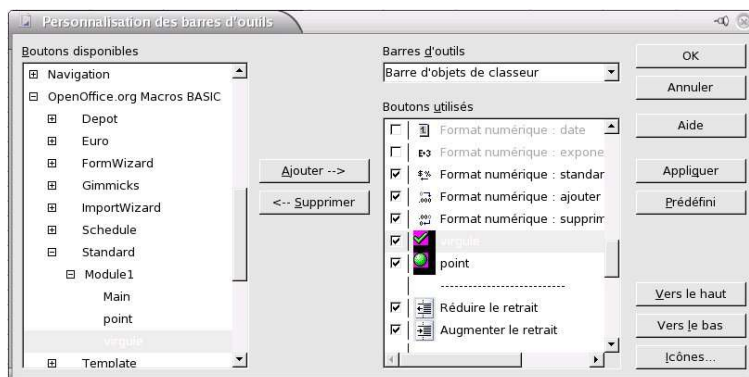 Personnalisation des barres d'outils
Boutons disponibles
Navigation
OpenOffice.org Macros BASIC
Depot
Euro
FormWizard
Gimmicks
ImportWizard
Schedule
Standard
Module1
Main
point
virgule
Template
Ajouter -->
<-- Supprimer
Barres d'outils
Barre d'objets de classeur
Boutons utilisés
Format numérique : date
Format numérique : expone
Format numérique : standar
Format numérique : ajouter
Format numérique : supprim
virgule
point
----------------------------
Réduire le retrait
Augmenter le retrait
OK
Annuler
Aide
Appliquer
Prédéfini
Vers le haut
Vers le bas
Icônes...